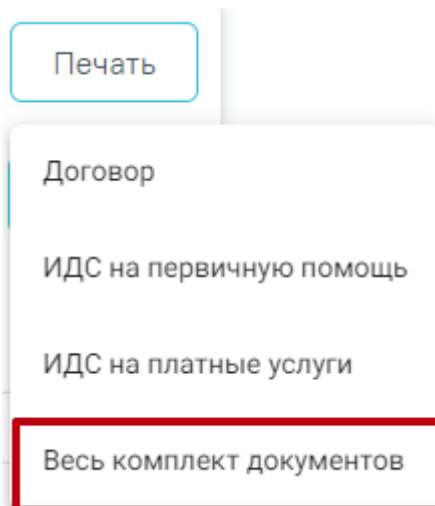 Печать
Договор
ИДС на первичную помощь
ИДС на платные услуги
Весь комплект документов